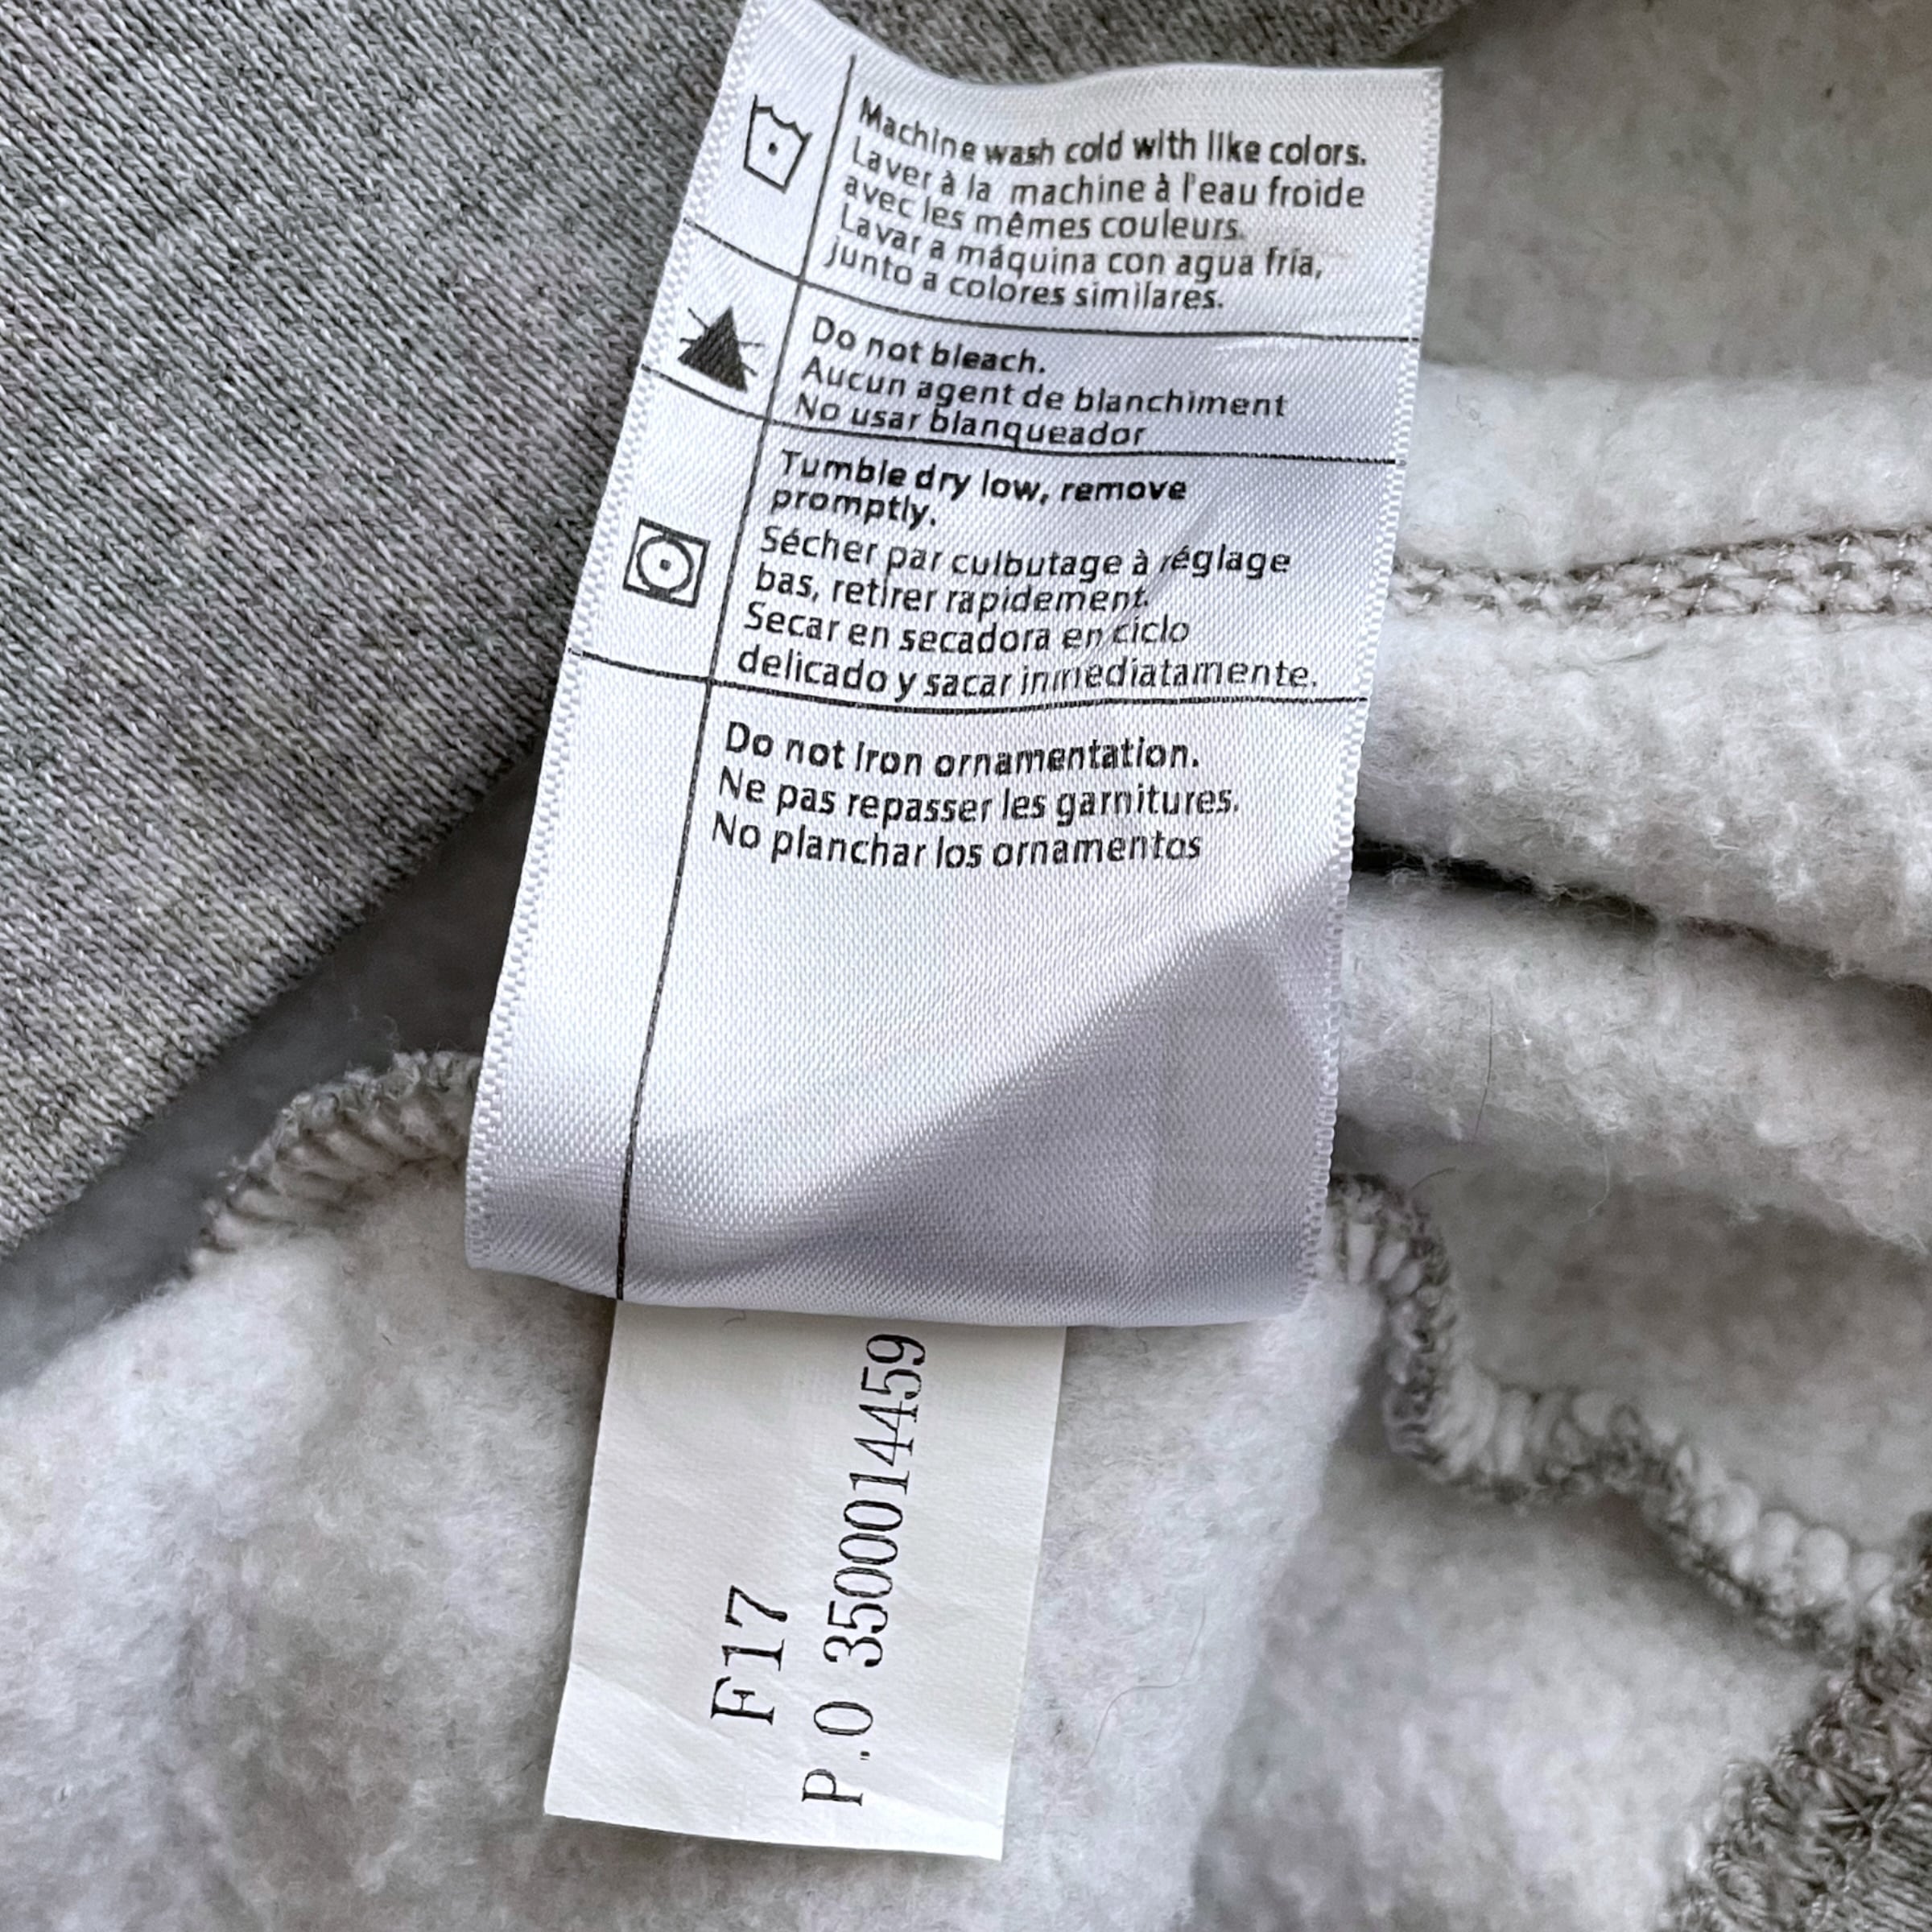 Machine wash cold with like colors.
Laver à la machine à l'eau froide
avec les mêmes couleurs.
Lavar a máquina con agua fría,
junto a colores similares.
Do not bleach.
Aucun agent de blanchiment
No usar blanqueador
Tumble dry low, remove
promptly.
Sécher par culbutage à réglage
bas, retirer rapidement.
Secar en secadora en ciclo
delicado y sacar inmediatamente.
Do not iron ornamentation.
Ne pas repasser les garnitures.
No planchar los ornamentos
F17
P.O 3500014459